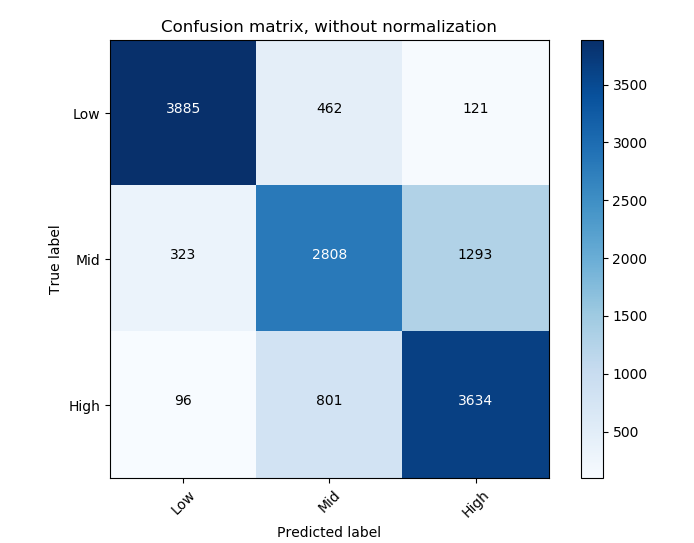 Confusion matrix, without normalization
True label
Low
3885 462 121
Mid
323 2808 1293
High
96 801 3634
Low Mid High
Predicted label
3500
3000
2500
2000
1500
1000
500